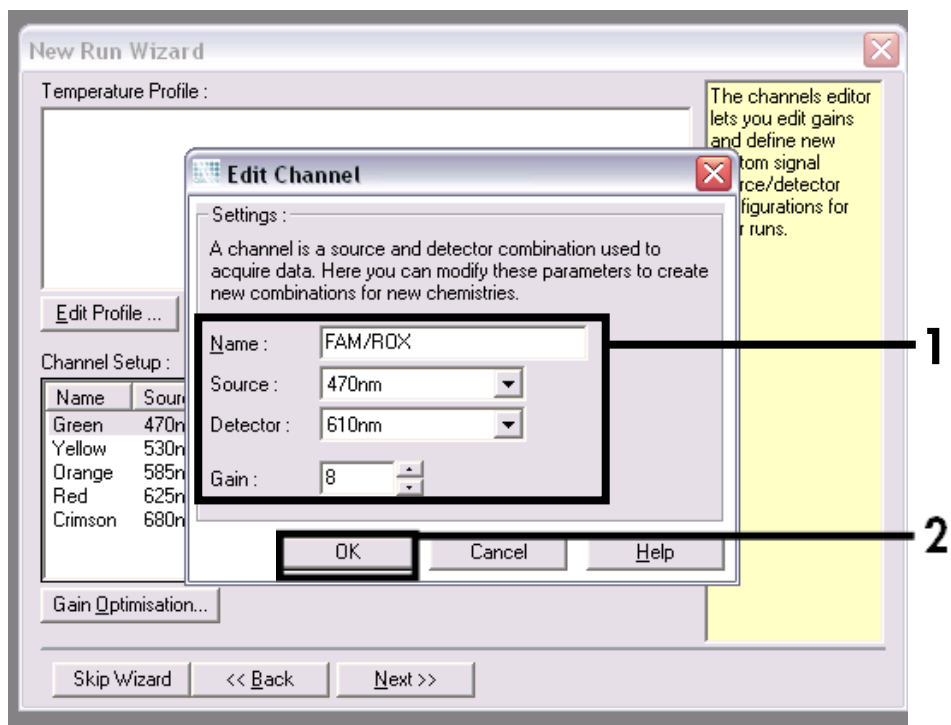 New Run Wizard
Temperature Profile :
The channels editor
lets you edit gains
and define new
tom signal
rce/detector
figurations for
r runs.
Edit Channel
Settings :
A channel is a source and detector combination used to
acquire data. Here you can modify these parameters to create
new combinations for new chemistries.
Edit Profile ...
Name : FAM/ROX
1
Source : 470nm
Detector : 610nm
Gain : 8
Channel Setup :
Name Sour
Green 470n
Yellow 530n
Orange 585n
Red 625n
Crimson 680n
OK Cancel Help
2
Gain Optimisation...
Skip Wizard << Back Next >>